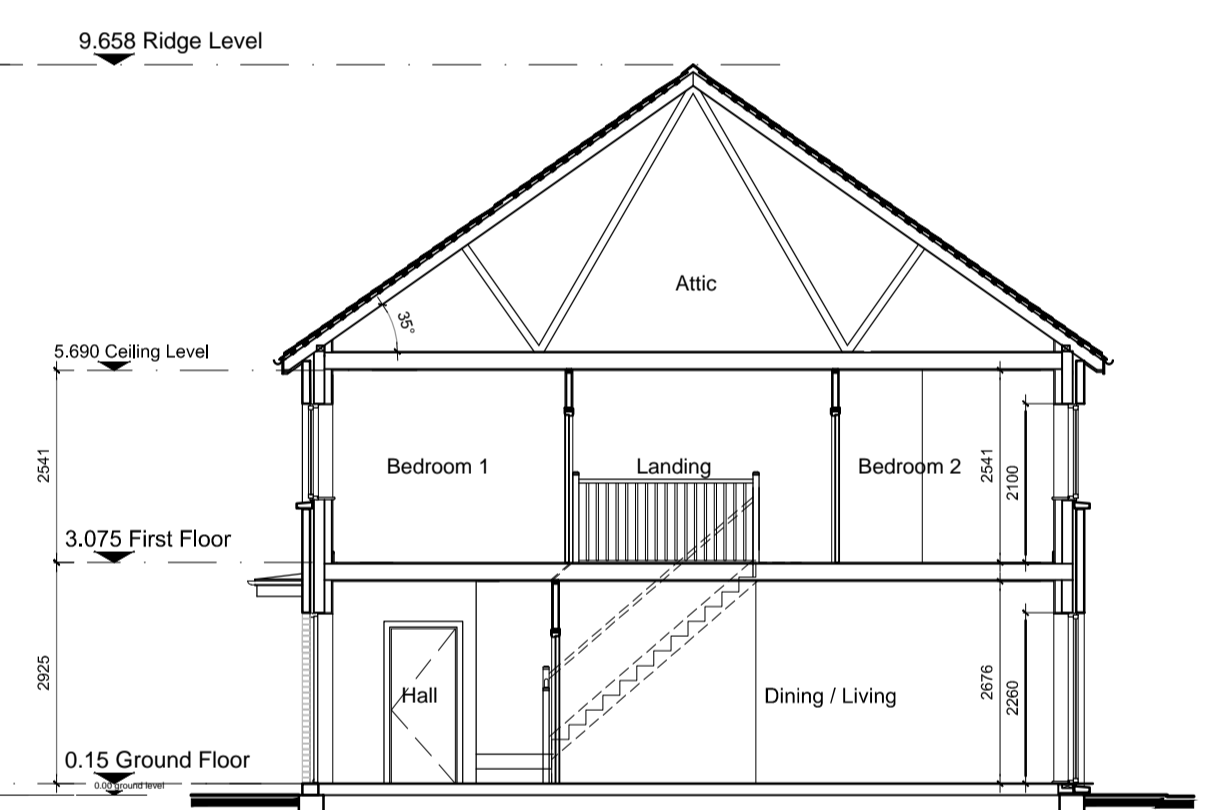 9.658 Ridge Level
Attic
35°
5.690 Ceiling Level
2541
Bedroom 1
Landing
Bedroom 2
2541
2100
3.075 First Floor
2925
Hall
Dining / Living
2676
2260
0.15 Ground Floor
0.00 ground level